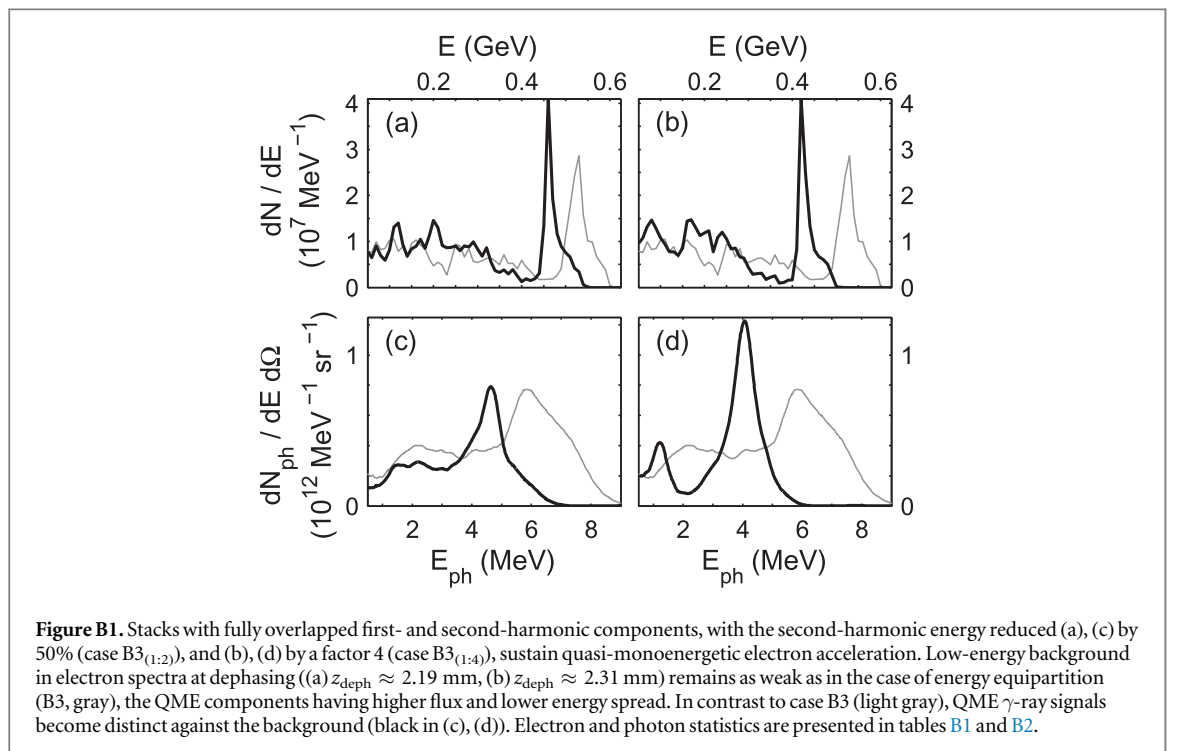 E (GeV) E (GeV)
0.2 0.4 0.6 0.2 0.4 0.6
4 (a) (b) 4
3 3
2 2
1 1
0 0
dN / dE
(10⁷ MeV⁻¹)
(c) (d)
1 1
0 0
dN_ph / dE dΩ
(10¹² MeV⁻¹ sr⁻¹)
2 4 6 8 2 4 6 8
E_ph (MeV) E_ph (MeV)
Figure B1. Stacks with fully overlapped first- and second-harmonic components, with the second-harmonic energy reduced (a), (c) by
50% (case B3₍₁:₂₎), and (b), (d) by a factor 4 (case B3₍₁:₄₎), sustain quasi-monoenergetic electron acceleration. Low-energy background
in electron spectra at dephasing ((a) z_deph ≈ 2.19 mm, (b) z_deph ≈ 2.31 mm) remains as weak as in the case of energy equipartition
(B3, gray), the QME components having higher flux and lower energy spread. In contrast to case B3 (light gray), QME γ-ray signals
become distinct against the background (black in (c), (d)). Electron and photon statistics are presented in tables B1 and B2.